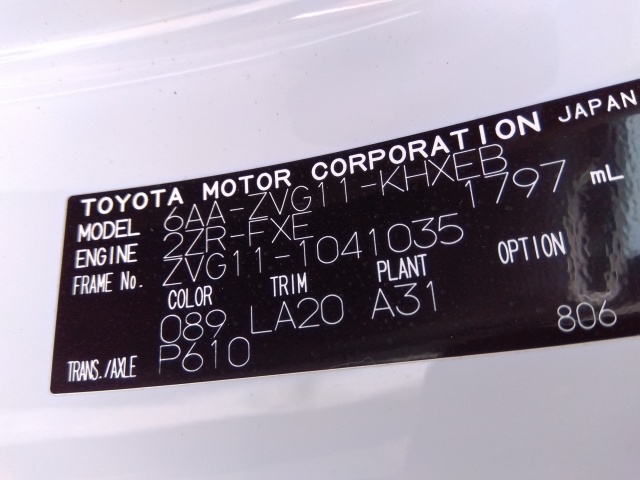 TOYOTA MOTOR CORPORATION JAPAN
MODEL 6AA-ZVG11-KHXEB
ENGINE 2ZR-FXE 1797 mL
FRAME No. ZVG11-1041035
COLOR TRIM PLANT OPTION
089 LA20 A31
TRANS./AXLE P610 806